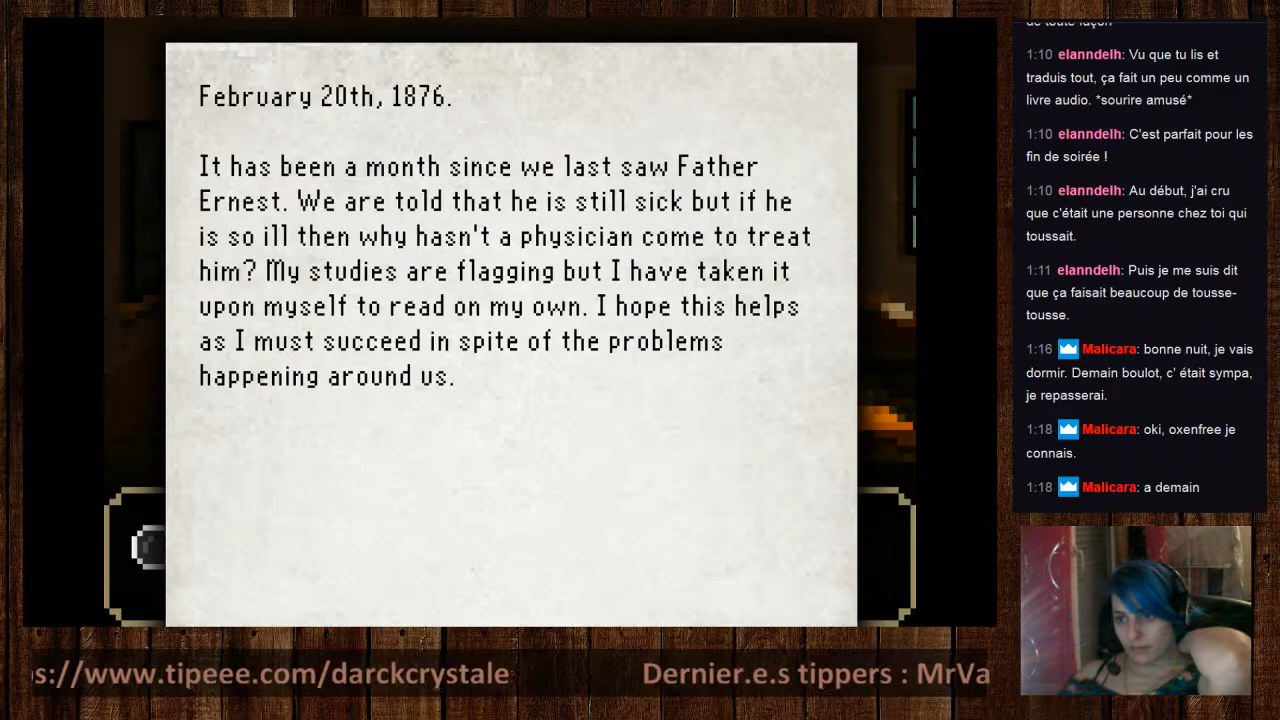 February 20th, 1876.
It has been a month since we last saw Father
Ernest. We are told that he is still sick but if he
is so ill then why hasn't a physician come to treat
him? My studies are flagging but I have taken it
upon myself to read on my own. I hope this helps
as I must succeed in spite of the problems
happening around us.
de toute façon
1:10 elanndelh: Vu que tu lis et
traduis tout, ça fait un peu comme un
livre audio. *sourire amusé*
1:10 elanndelh: C'est parfait pour les
fin de soirée !
1:10 elanndelh: Au début, j'ai cru
que c'était une personne chez toi qui
toussait.
1:11 elanndelh: Puis je me suis dit
que ça faisait beaucoup de tousse-
tousse.
1:16 Malicara: bonne nuit, je vais
dormir. Demain boulot, c' était sympa,
je repasserai.
1:18 Malicara: oki, oxenfree je
connais.
1:18 Malicara: a demain
s://www.tipeee.com/darckcrystale Dernier.e.s tippers : MrVa